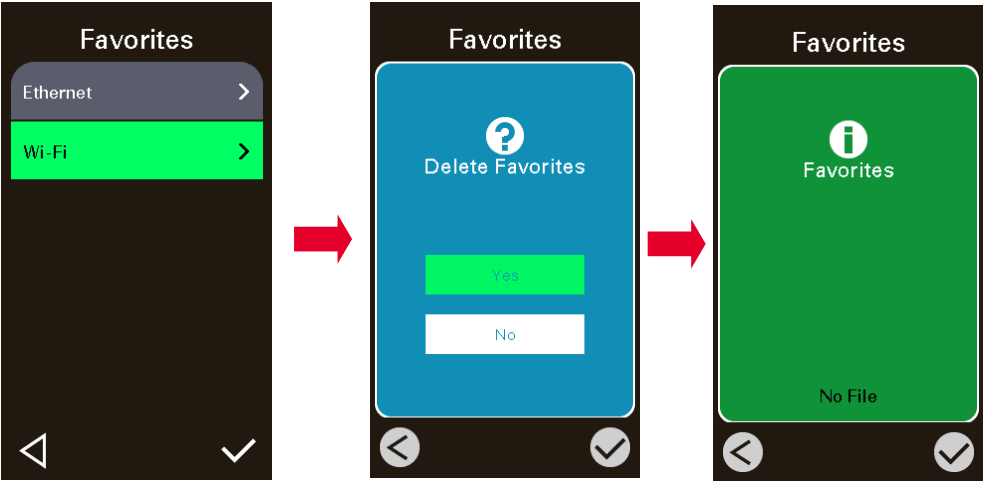 Favorites
Ethernet
Wi-Fi
Favorites
Delete Favorites
Yes
No
Favorites
Favorites
No File